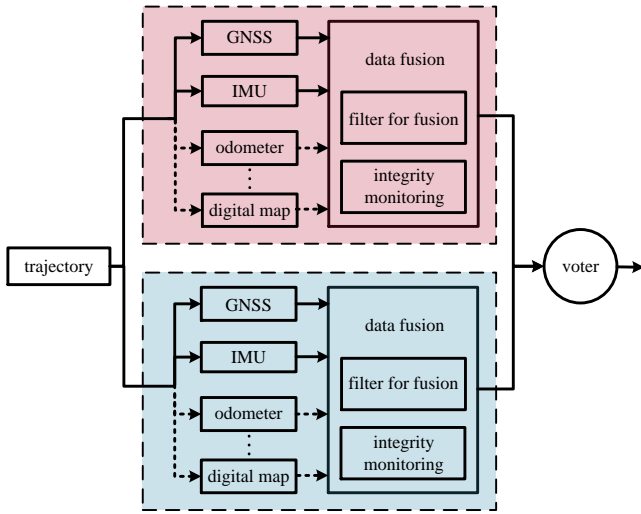 GNSS
data fusion
IMU
filter for fusion
odometer
integrity
monitoring
digital map
trajectory
voter
GNSS
data fusion
IMU
filter for fusion
odometer
integrity
monitoring
digital map